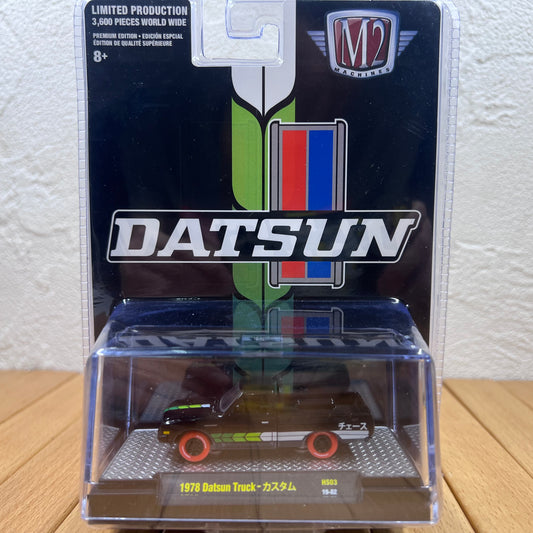 LIMITED PRODUCTION
3,600 PIECES WORLD WIDE
PREMIUM EDITION • EDICIÓN ESPCIAL
ÉDITION DE QUALITÉ SUPÉRIEURE
8+
M2
MACHINES
DATSUN
チェース
1978 Datsun Truck - カスタム
HS03
19-02